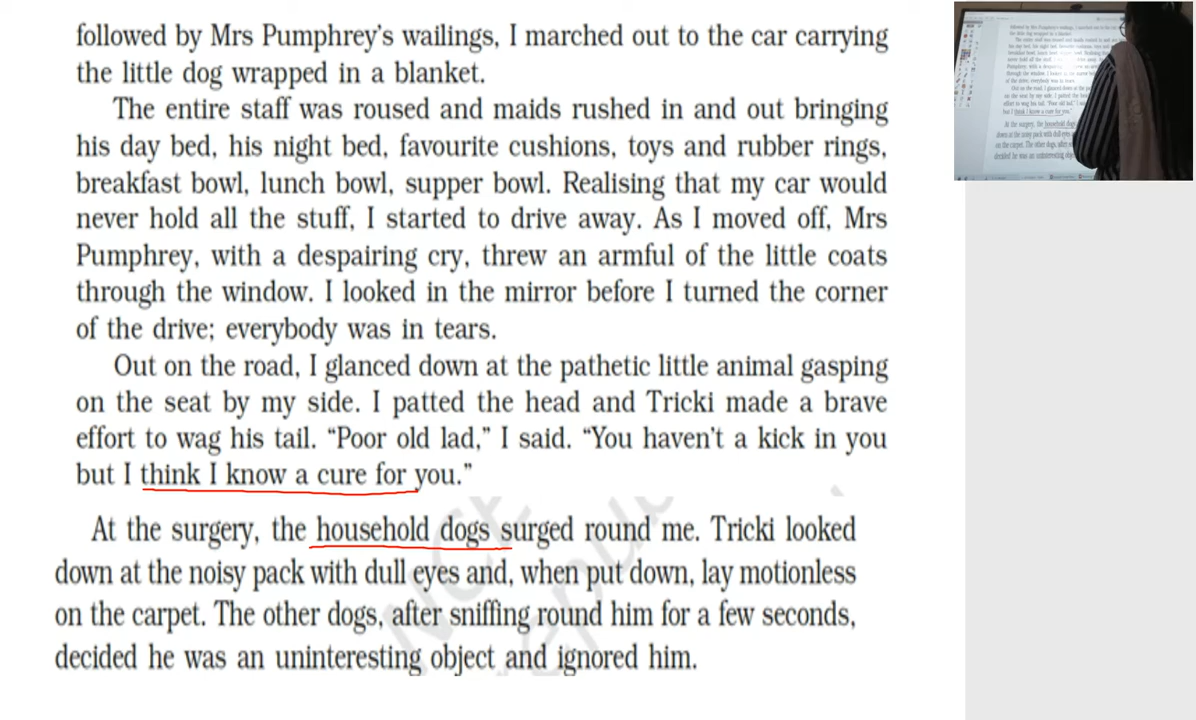 followed by Mrs Pumphrey's wailings, I marched out to the car carrying
the little dog wrapped in a blanket.
The entire staff was roused and maids rushed in and out bringing
his day bed, his night bed, favourite cushions, toys and rubber rings,
breakfast bowl, lunch bowl, supper bowl. Realising that my car would
never hold all the stuff, I started to drive away. As I moved off, Mrs
Pumphrey, with a despairing cry, threw an armful of the little coats
through the window. I looked in the mirror before I turned the corner
of the drive; everybody was in tears.
Out on the road, I glanced down at the pathetic little animal gasping
on the seat by my side. I patted the head and Tricki made a brave
effort to wag his tail. “Poor old lad,” I said. “You haven't a kick in you
but I think I know a cure for you.”
At the surgery, the household dogs surged round me. Tricki looked
down at the noisy pack with dull eyes and, when put down, lay motionless
on the carpet. The other dogs, after sniffing round him for a few seconds,
decided he was an uninteresting object and ignored him.